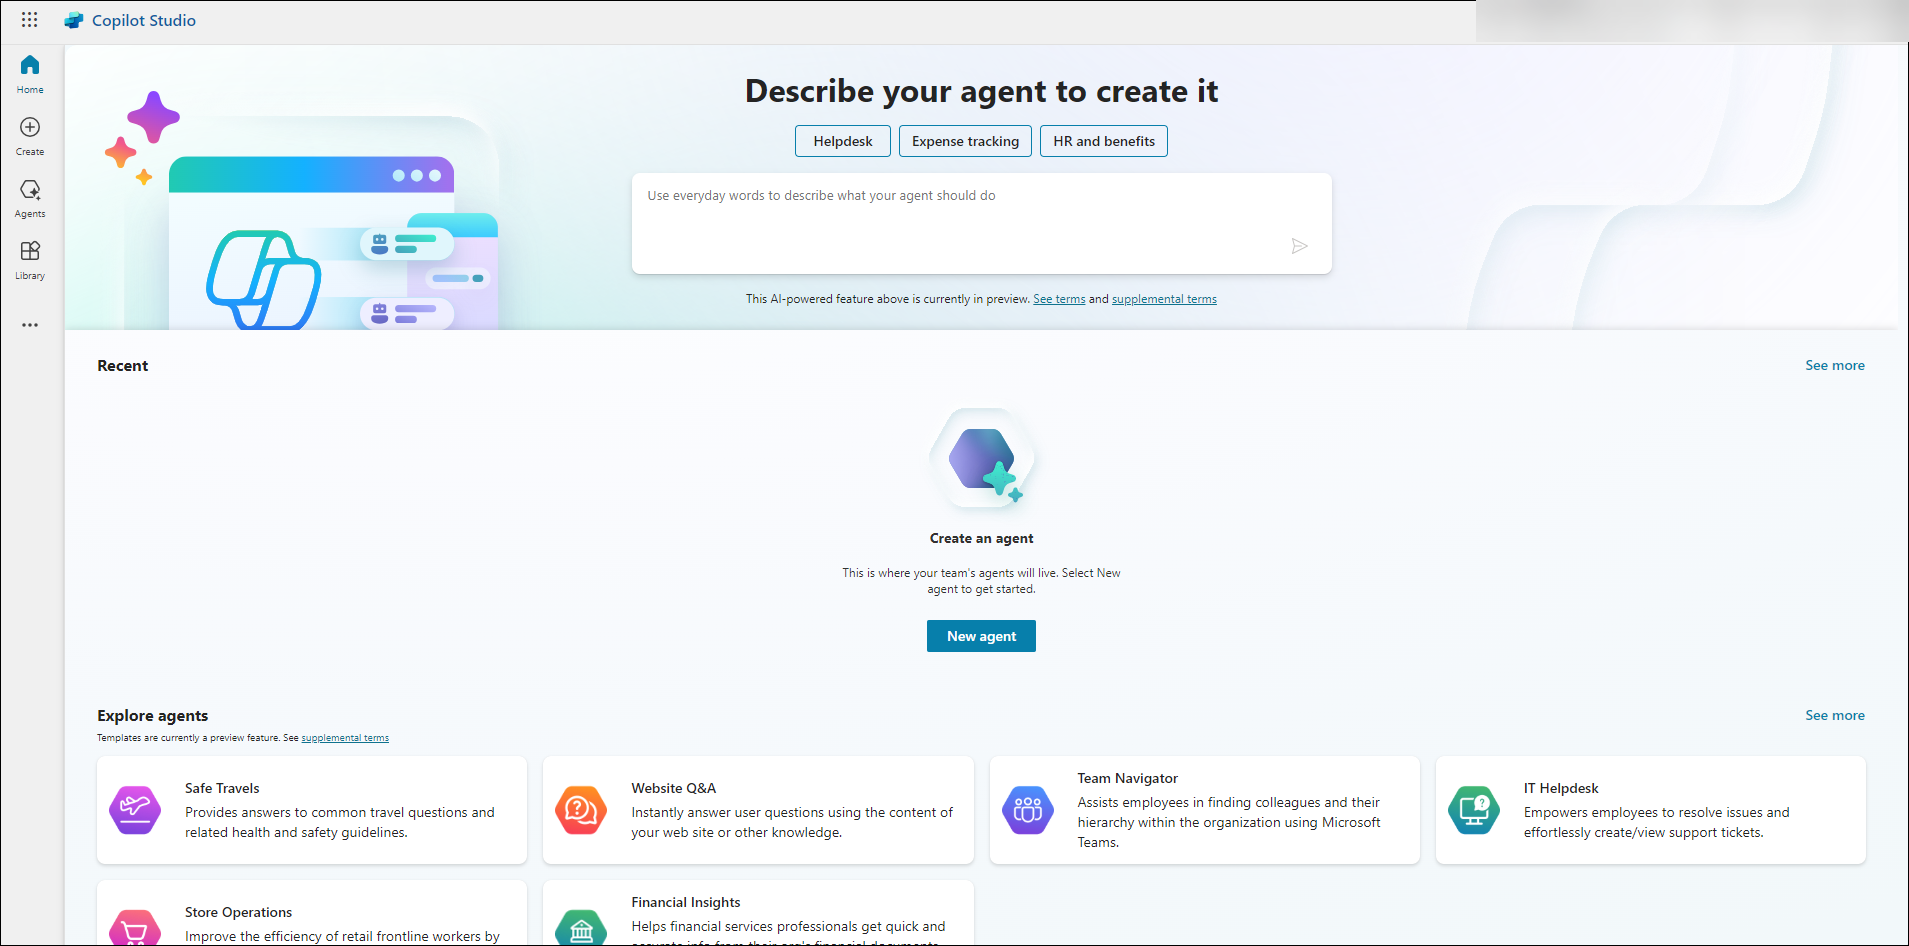 Copilot Studio
Home
Create
Agents
Library
Describe your agent to create it
Helpdesk
Expense tracking
HR and benefits
Use everyday words to describe what your agent should do
This AI-powered feature above is currently in preview. See terms and supplemental terms
Recent
See more
Create an agent
This is where your team's agents will live. Select New
agent to get started.
New agent
Explore agents
See more
Templates are currently a preview feature. See supplemental terms
Safe Travels
Provides answers to common travel questions and
related health and safety guidelines.
Website Q&A
Instantly answer user questions using the content of
your web site or other knowledge.
Team Navigator
Assists employees in finding colleagues and their
hierarchy within the organization using Microsoft
Teams.
IT Helpdesk
Empowers employees to resolve issues and
effortlessly create/view support tickets.
Store Operations
Improve the efficiency of retail frontline workers by
Financial Insights
Helps financial services professionals get quick and
accurate info from their org's financial documents